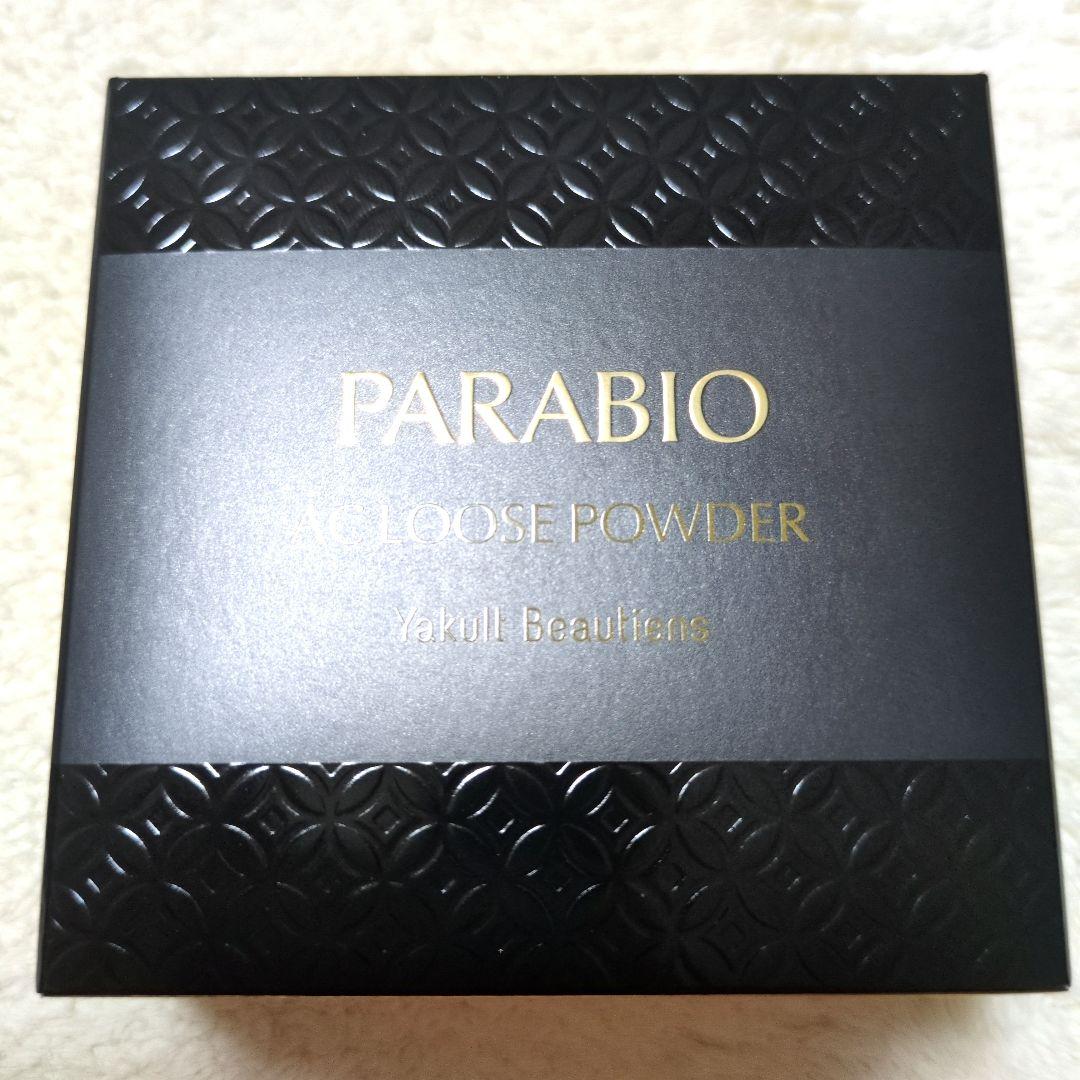 PARABIO
AC LOOSE POWDER
Yakult Beautiens